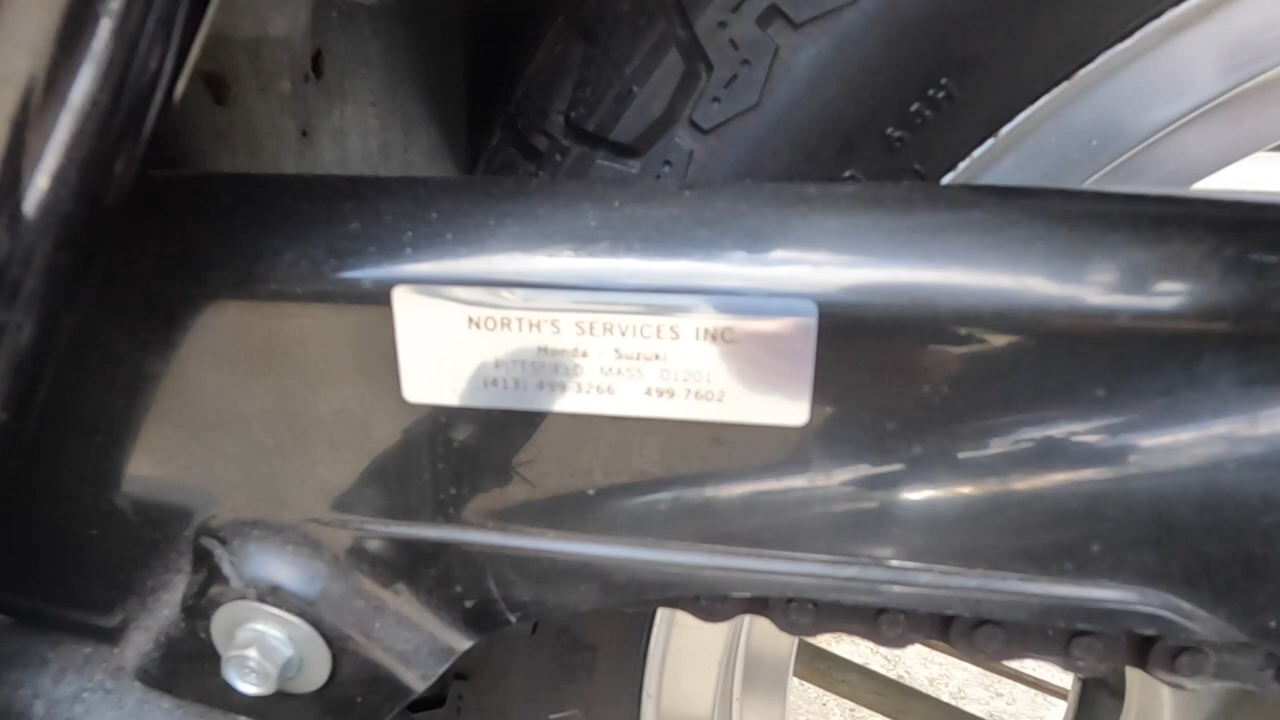 NORTH'S SERVICES INC.
Honda Suzuki
PITTSFIELD MASS 01201
(413) 499-3266 499-7602